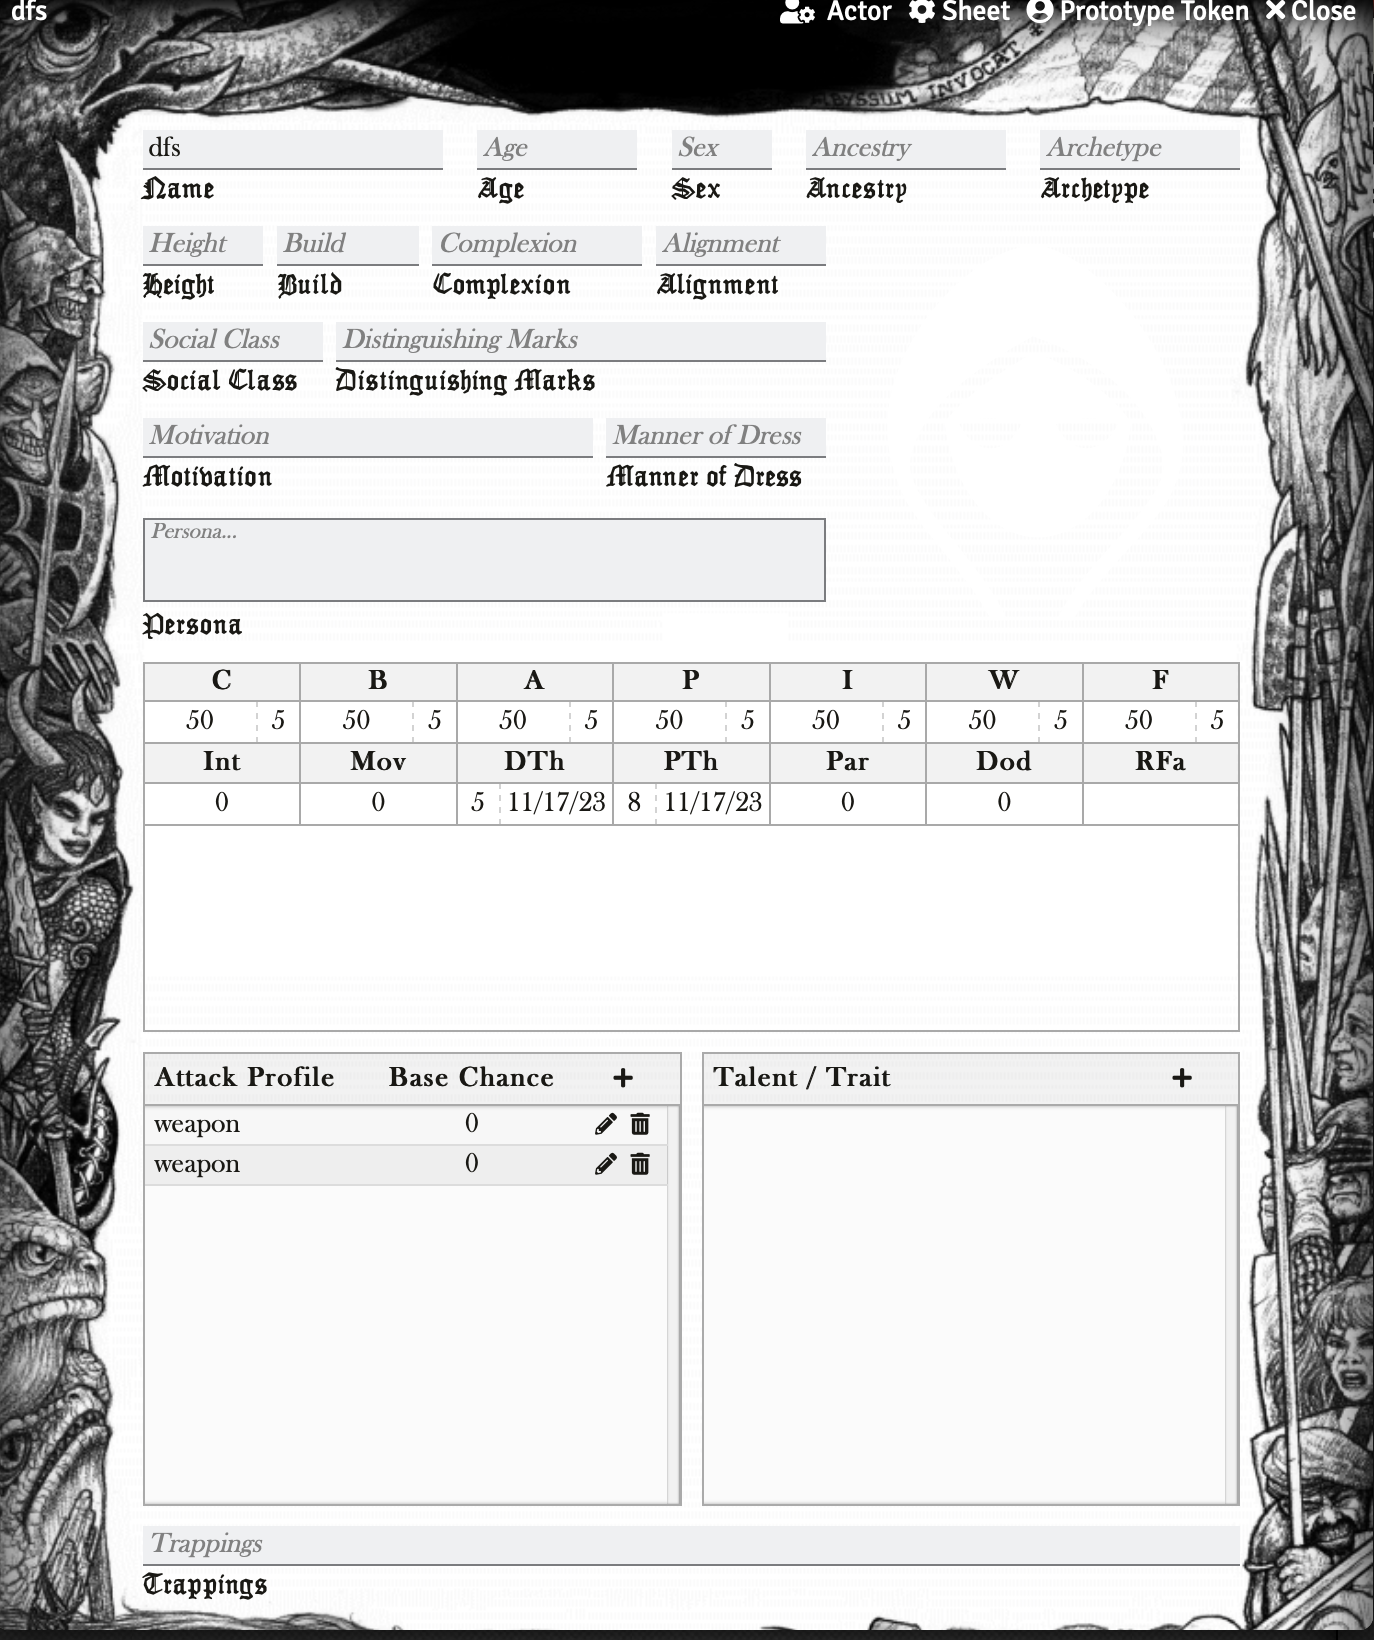 dfs Actor Sheet Prototype Token Close
ABYSSUM INVOCAT
dfs Age Sex Ancestry Archetype
Name Age Sex Ancestry Archetype
Height Build Complexion Alignment
Height Build Complexion Alignment
Social Class Distinguishing Marks
Social Class Distinguishing Marks
Motivation Manner of Dress
Motivation Manner of Dress
Persona...
Persona
C B A P I W F
50 5 50 5 50 5 50 5 50 5 50 5 50 5
Int Mov DTh PTh Par Dod RFa
0 0 5 11/17/23 8 11/17/23 0 0
Attack Profile Base Chance + Talent / Trait +
weapon 0
weapon 0
Trappings
Trappings